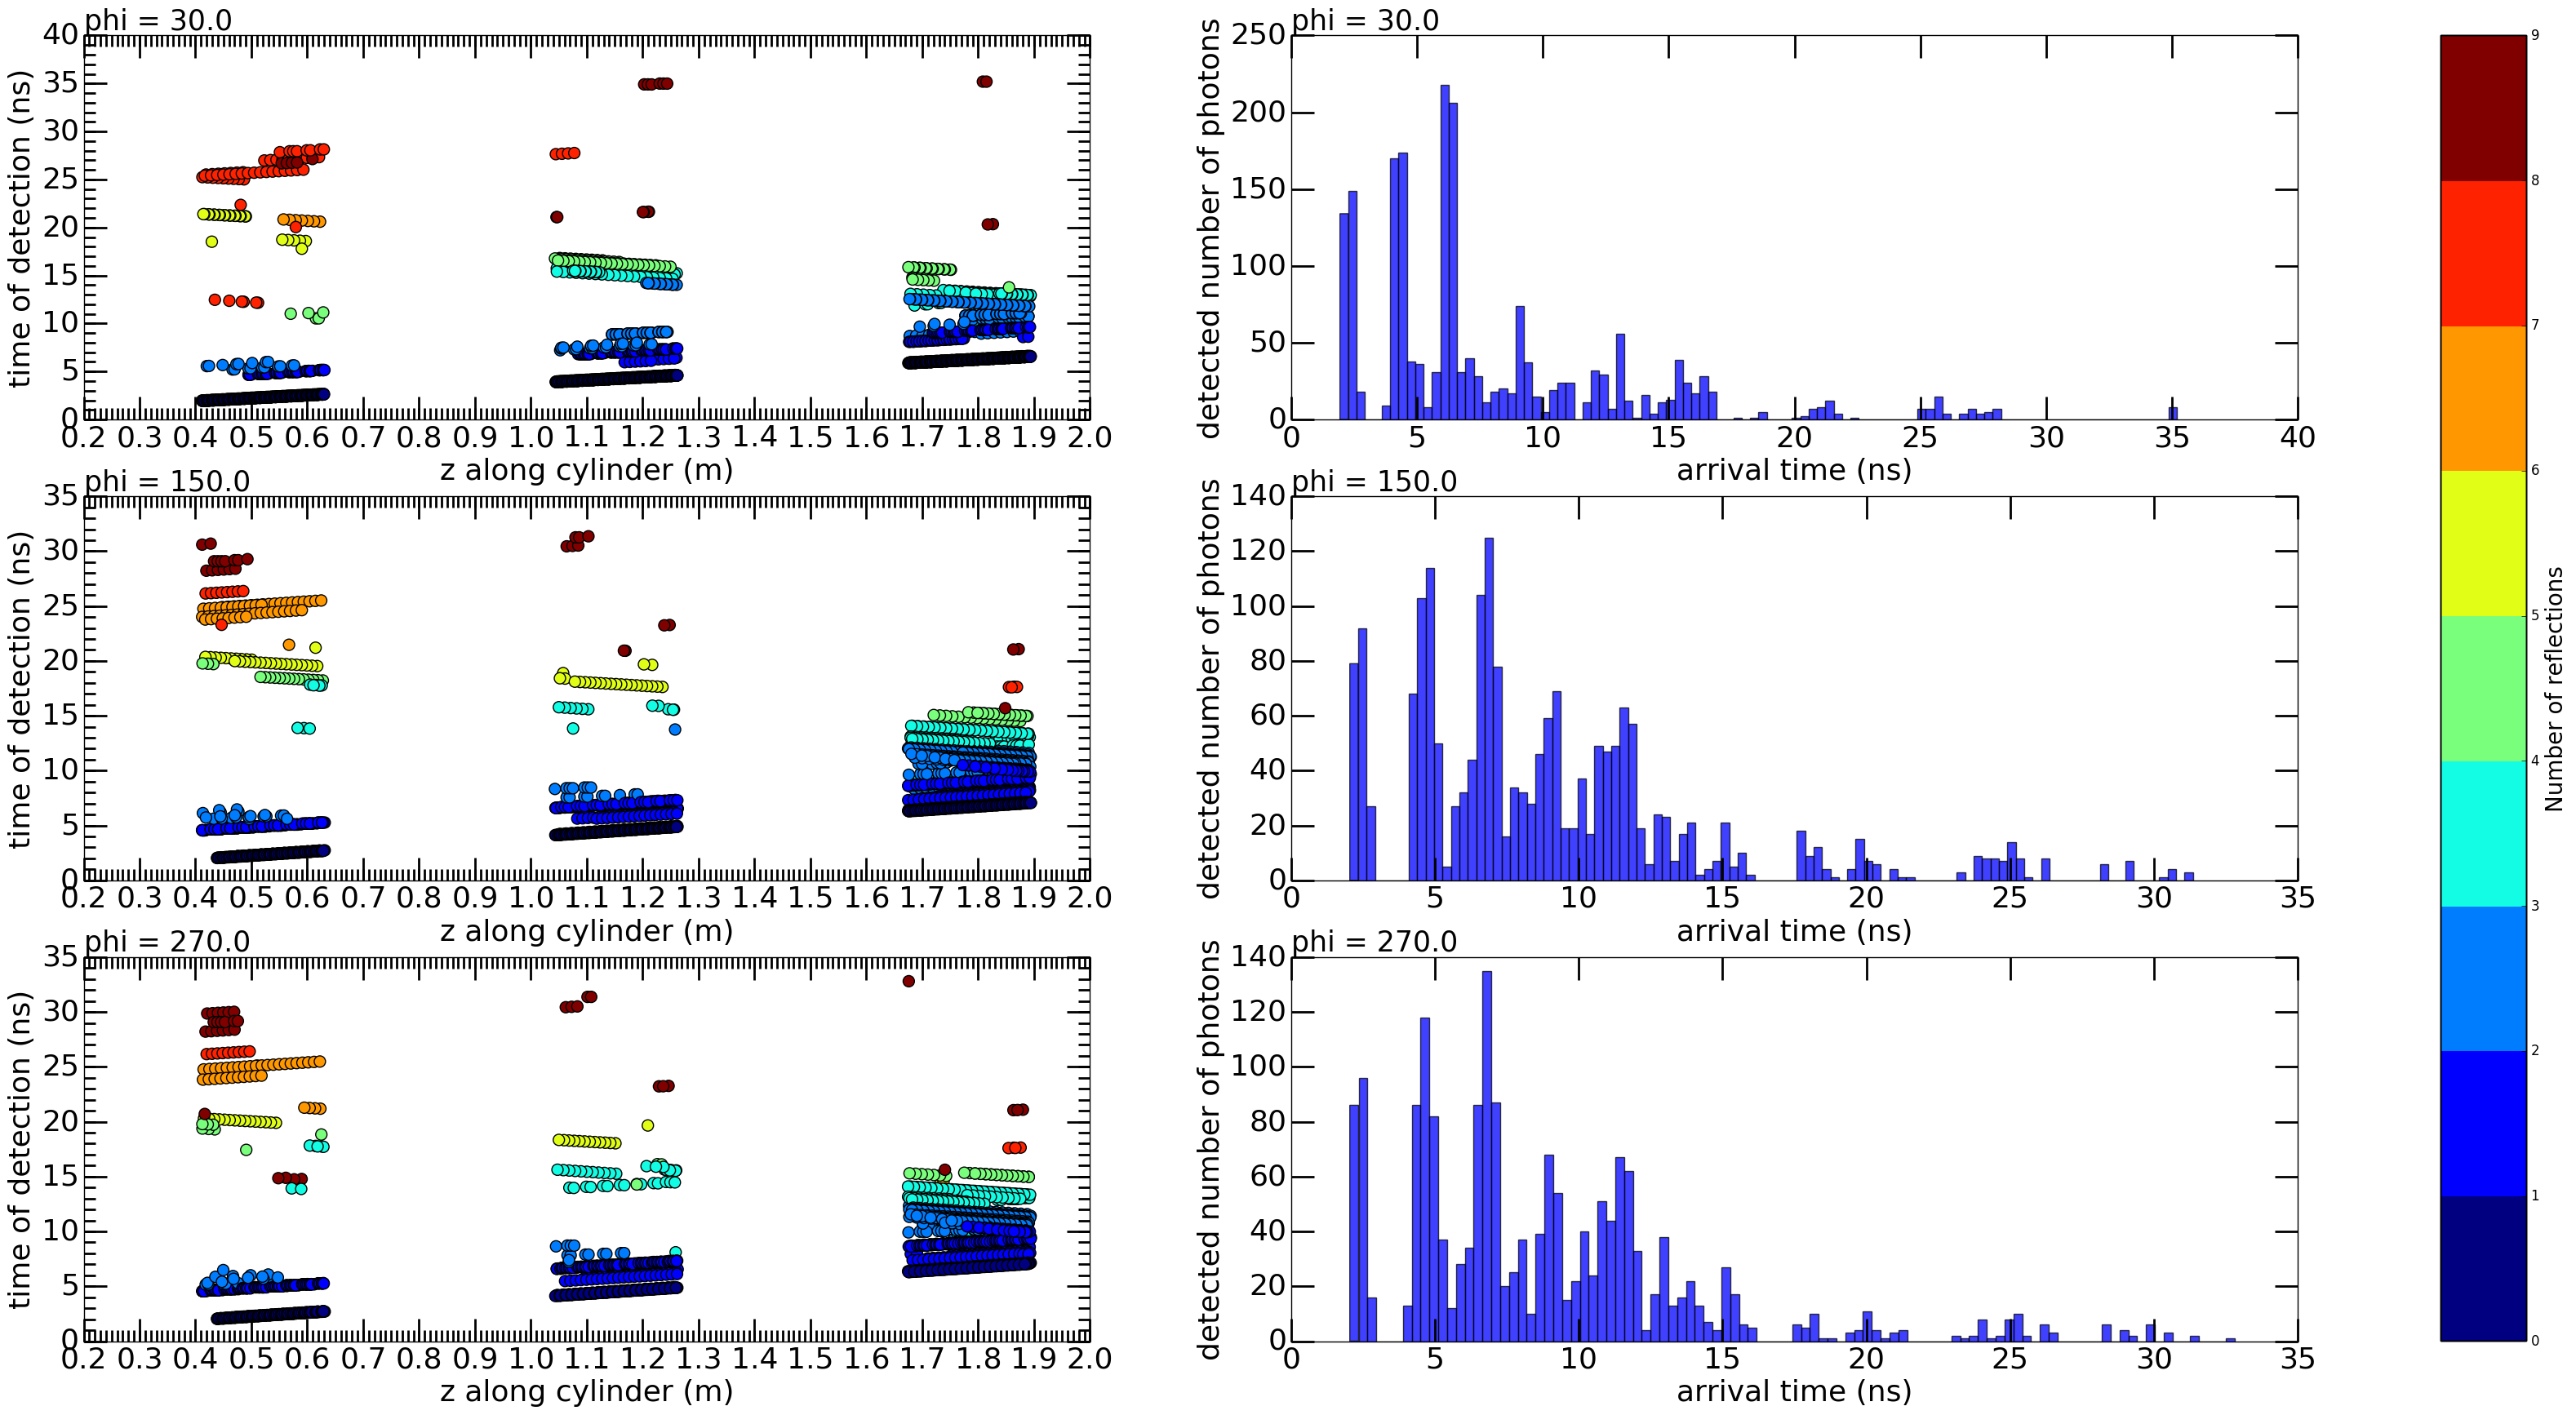 phi = 30.0
40
35
30
25
20
15
10
5
0
time of detection (ns)
0.2 0.3 0.4 0.5 0.6 0.7 0.8 0.9 1.0 1.1 1.2 1.3 1.4 1.5 1.6 1.7 1.8 1.9 2.0
z along cylinder (m)
phi = 30.0
250
200
150
100
50
0
detected number of photons
0 5 10 15 20 25 30 35 40
arrival time (ns)
phi = 150.0
35
30
25
20
15
10
5
0
time of detection (ns)
0.2 0.3 0.4 0.5 0.6 0.7 0.8 0.9 1.0 1.1 1.2 1.3 1.4 1.5 1.6 1.7 1.8 1.9 2.0
z along cylinder (m)
phi = 150.0
140
120
100
80
60
40
20
0
detected number of photons
0 5 10 15 20 25 30 35
arrival time (ns)
phi = 270.0
35
30
25
20
15
10
5
0
time of detection (ns)
0.2 0.3 0.4 0.5 0.6 0.7 0.8 0.9 1.0 1.1 1.2 1.3 1.4 1.5 1.6 1.7 1.8 1.9 2.0
z along cylinder (m)
phi = 270.0
140
120
100
80
60
40
20
0
detected number of photons
0 5 10 15 20 25 30 35
arrival time (ns)
9
8
7
6
5
4
3
2
1
0
Number of reflections